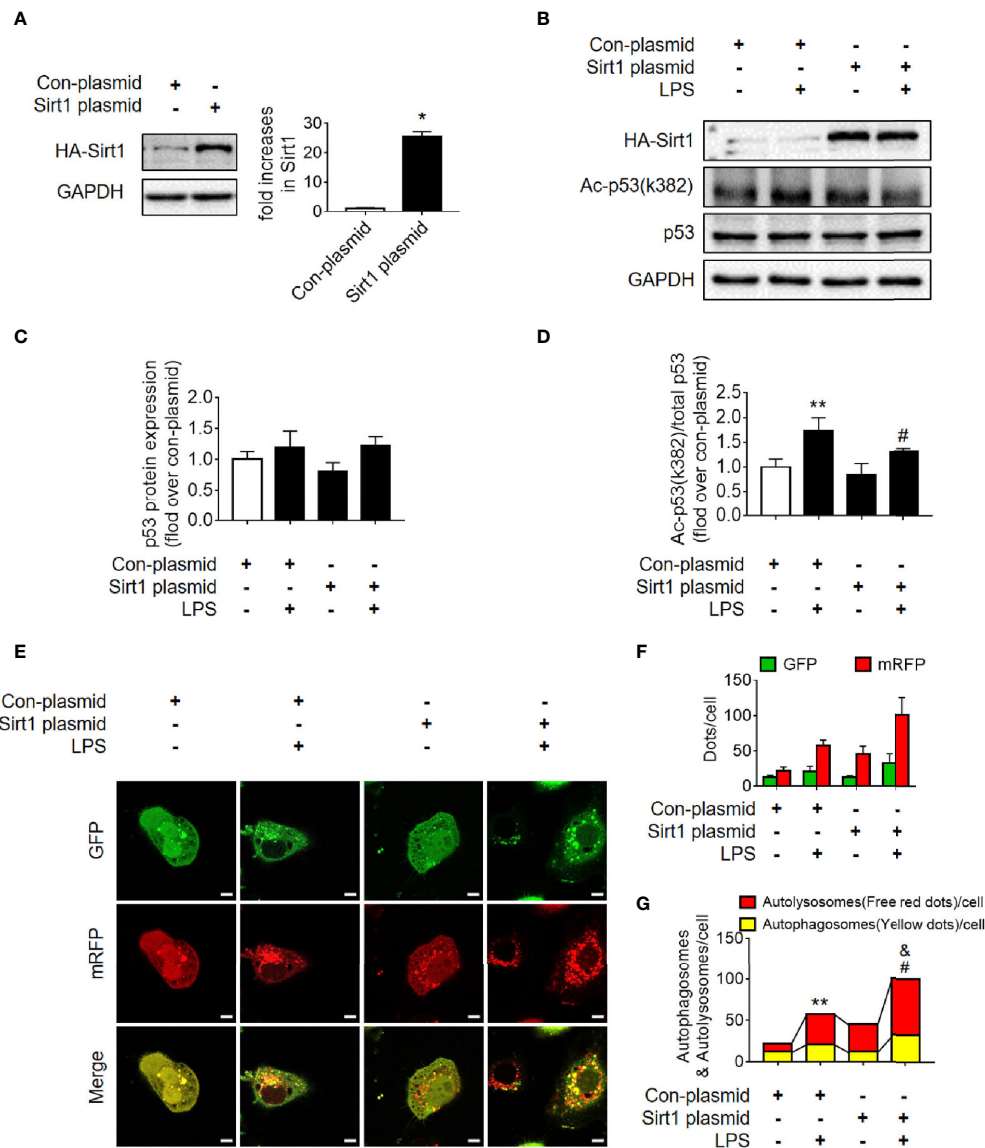 A
Con-plasmid + -
Sirt1 plasmid - +
HA-Sirt1
GAPDH
fold increases
in Sirt1
30
20
10
0
*
Con-plasmid
Sirt1 plasmid
B
Con-plasmid + + - -
Sirt1 plasmid - - + +
LPS - + - +
HA-Sirt1
Ac-p53(k382)
p53
GAPDH
C
p53 protein expression
(flod over con-plasmid)
2.0
1.5
1.0
0.5
0.0
Con-plasmid + + - -
Sirt1 plasmid - - + +
LPS - + - +
D
Ac-p53(k382)/total p53
(flod over con-plasmid)
2.5
2.0
1.5
1.0
0.5
0.0
**
#
Con-plasmid + + - -
Sirt1 plasmid - - + +
LPS - + - +
E
Con-plasmid + + - -
Sirt1 plasmid - - + +
LPS - + - +
GFP
mRFP
Merge
F
GFP mRFP
Dots/cell
150
100
50
0
Con-plasmid + + - -
Sirt1 plasmid - - + +
LPS - + - +
G
Autolysosomes(Free red dots)/cell
Autophagosomes(Yellow dots)/cell
Autophagosomes
& Autolysosomes/cell
150
100
50
0
**
&
#
Con-plasmid + + - -
Sirt1 plasmid - - + +
LPS - + - +